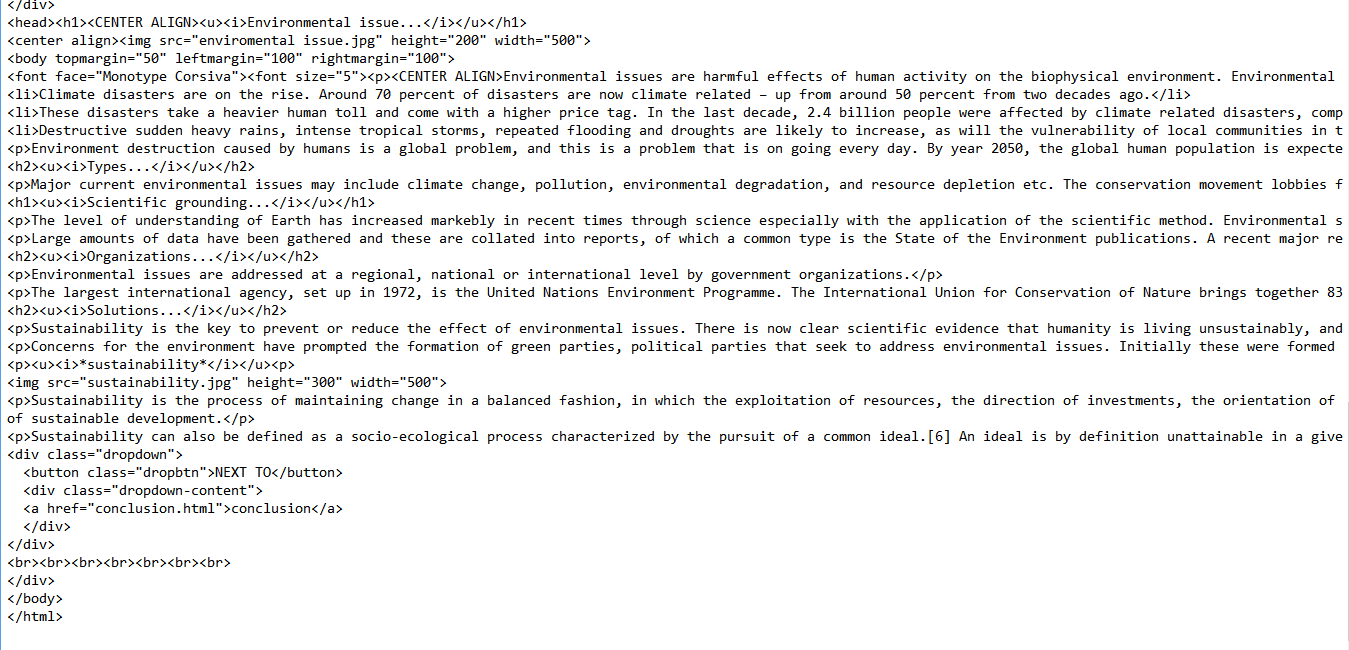 </div>
<head><h1><CENTER ALIGN><u><i>Environmental issue...</i></u></h1>
<center align><img src="enviromental issue.jpg" height="200" width="500">
<body topmargin="50" leftmargin="100" rightmargin="100">
<font face="Monotype Corsiva"><font size="5"><p><CENTER ALIGN>Environmental issues are harmful effects of human activity on the biophysical environment. Environmental
<li>Climate disasters are on the rise. Around 70 percent of disasters are now climate related – up from around 50 percent from two decades ago.</li>
<li>These disasters take a heavier human toll and come with a higher price tag. In the last decade, 2.4 billion people were affected by climate related disasters, comp
<li>Destructive sudden heavy rains, intense tropical storms, repeated flooding and droughts are likely to increase, as will the vulnerability of local communities in t
<p>Environment destruction caused by humans is a global problem, and this is a problem that is on going every day. By year 2050, the global human population is expecte
<h2><u><i>Types...</i></u></h2>
<p>Major current environmental issues may include climate change, pollution, environmental degradation, and resource depletion etc. The conservation movement lobbies f
<h1><u><i>Scientific grounding...</i></u></h1>
<p>The level of understanding of Earth has increased markebly in recent times through science especially with the application of the scientific method. Environmental s
<p>Large amounts of data have been gathered and these are collated into reports, of which a common type is the State of the Environment publications. A recent major re
<h2><u><i>Organizations...</i></u></h2>
<p>Environmental issues are addressed at a regional, national or international level by government organizations.</p>
<p>The largest international agency, set up in 1972, is the United Nations Environment Programme. The International Union for Conservation of Nature brings together 83
<h2><u><i>Solutions...</i></u></h2>
<p>Sustainability is the key to prevent or reduce the effect of environmental issues. There is now clear scientific evidence that humanity is living unsustainably, and
<p>Concerns for the environment have prompted the formation of green parties, political parties that seek to address environmental issues. Initially these were formed
<p><u><i>*sustainability*</i></u><p>
<img src="sustainability.jpg" height="300" width="500">
<p>Sustainability is the process of maintaining change in a balanced fashion, in which the exploitation of resources, the direction of investments, the orientation of
of sustainable development.</p>
<p>Sustainability can also be defined as a socio-ecological process characterized by the pursuit of a common ideal.[6] An ideal is by definition unattainable in a give
<div class="dropdown">
<button class="dropbtn">NEXT TO</button>
<div class="dropdown-content">
<a href="conclusion.html">conclusion</a>
</div>
</div>
<br><br><br><br><br><br><br>
</div>
</body>
</html>